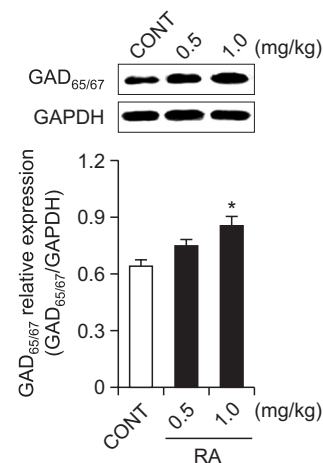 CONT 0.5 1.0 (mg/kg)
GAD65/67
GAPDH
GAD65/67 relative expression
(GAD65/67/GAPDH)
1.2
0.9
0.6
0.3
0
*
CONT 0.5 1.0 (mg/kg)
RA